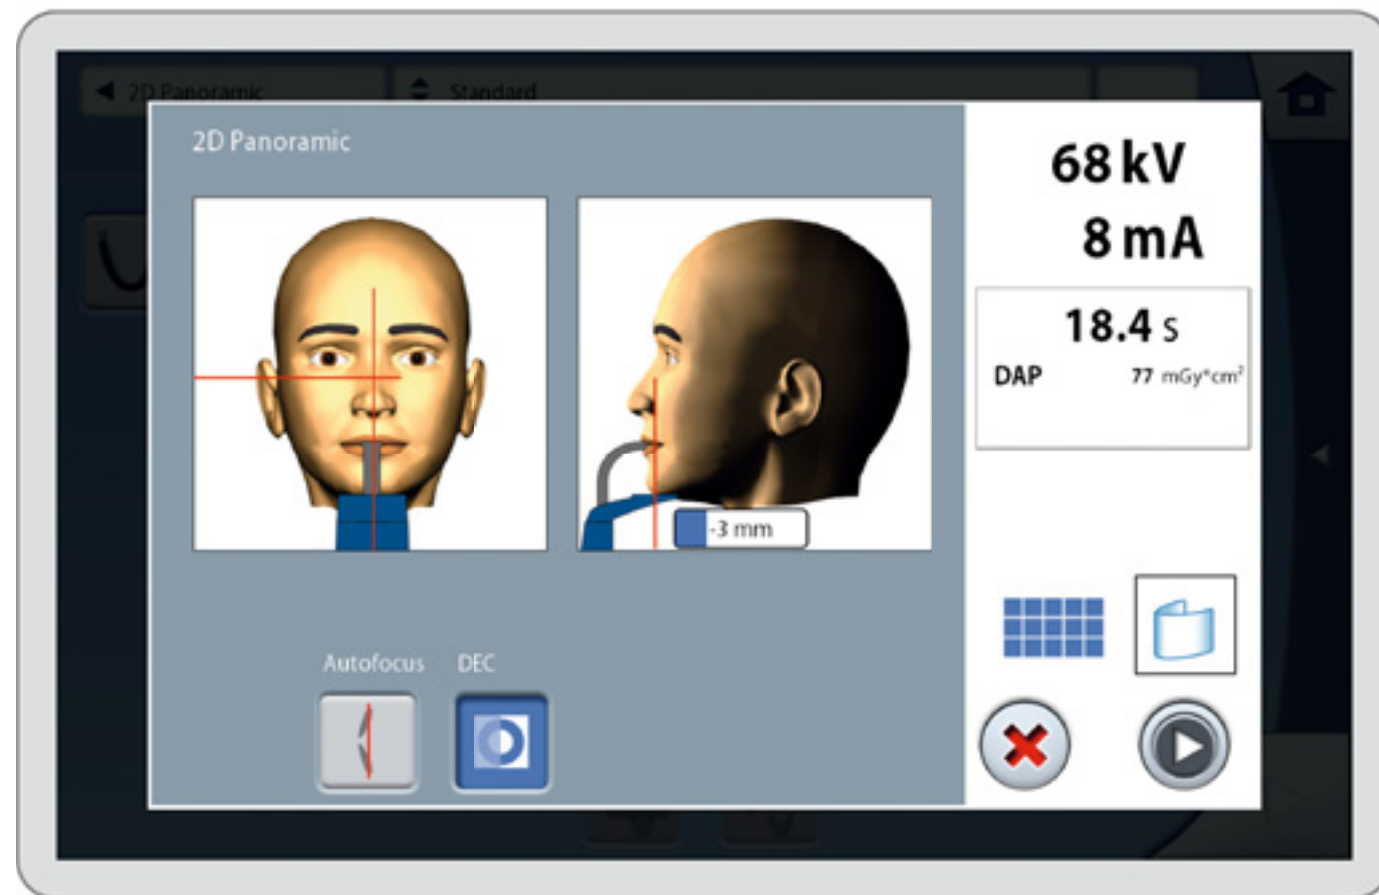 2D Panoramic
Standard
2D Panoramic
68 kV
8 mA
18.4 s
DAP 77 mGy*cm²
-3 mm
Autofocus DEC